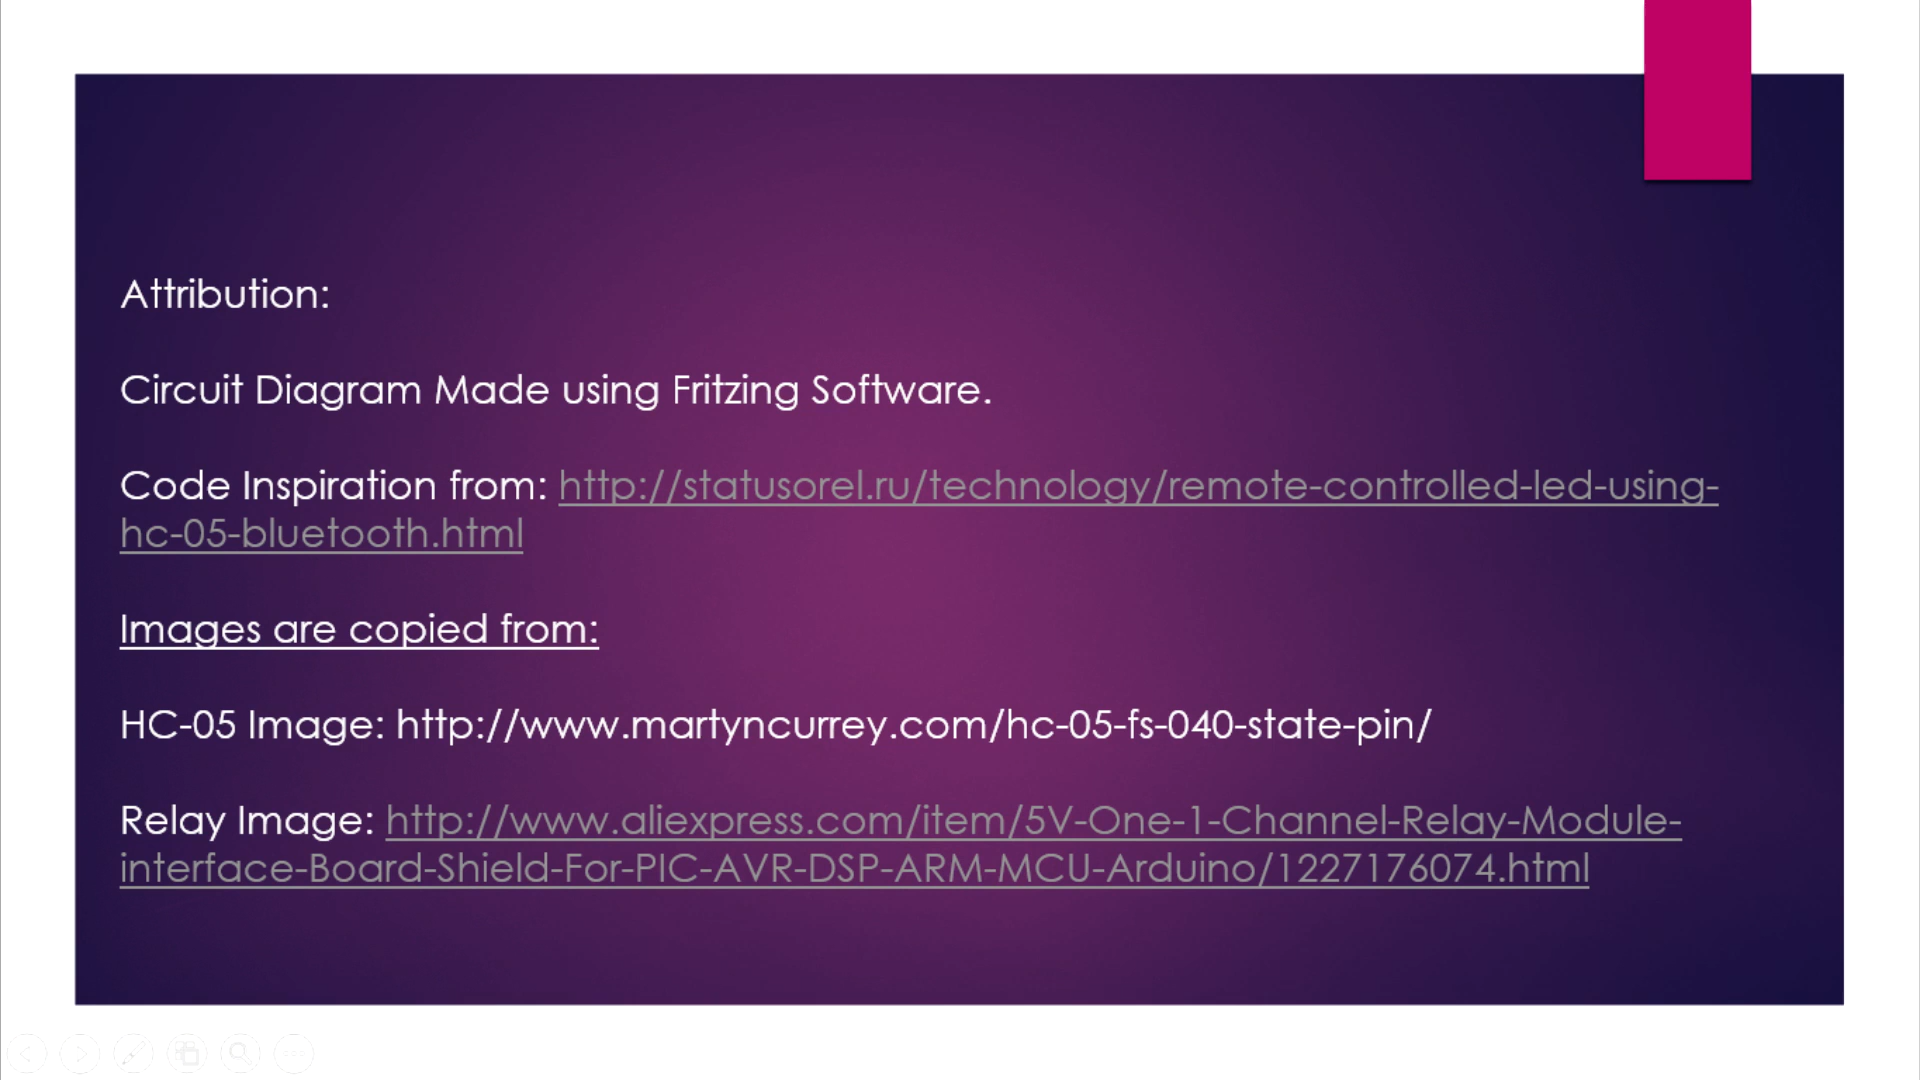 Attribution:
Circuit Diagram Made using Fritzing Software.
Code Inspiration from: http://statusorel.ru/technology/remote-controlled-led-using-
hc-05-bluetooth.html
Images are copied from:
HC-05 Image: http://www.martyncurrey.com/hc-05-fs-040-state-pin/
Relay Image: http://www.aliexpress.com/item/5V-One-1-Channel-Relay-Module-
interface-Board-Shield-For-PIC-AVR-DSP-ARM-MCU-Arduino/1227176074.html